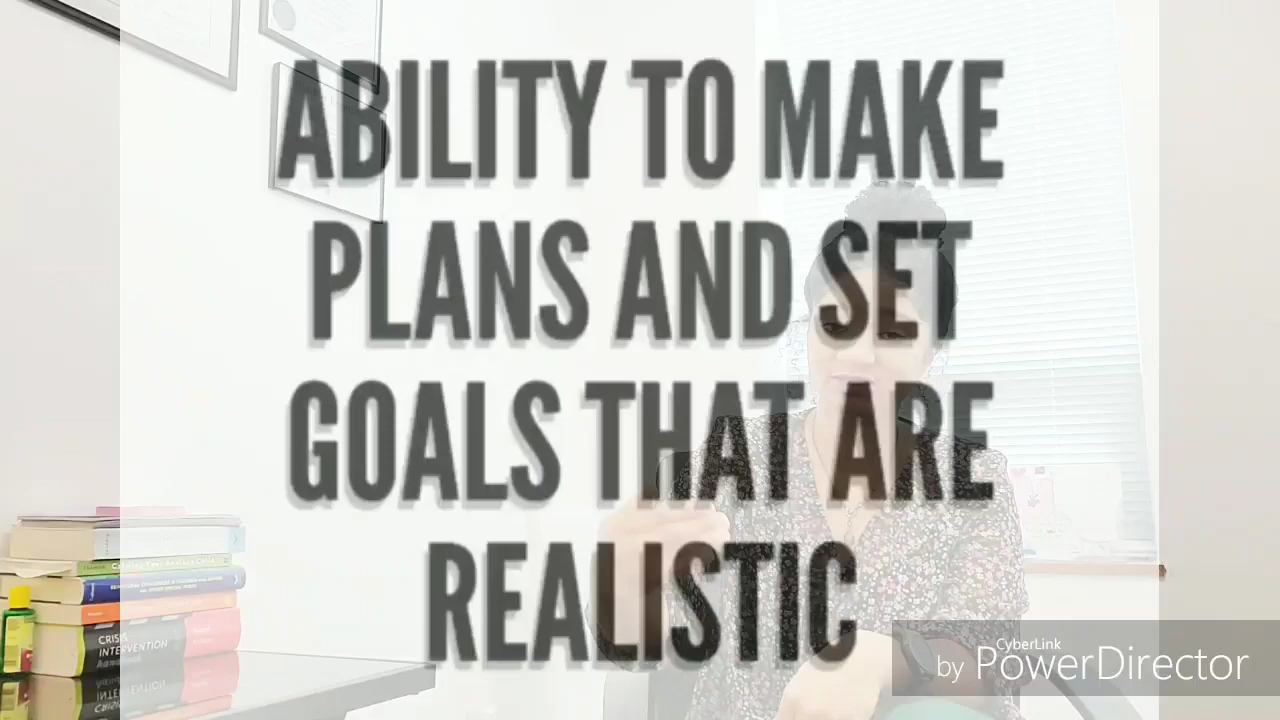 ABILITY TO MAKE
PLANS AND SET
GOALS THAT ARE
REALISTIC
CRISIS
INTERVENTION
CyberLink
by PowerDirector